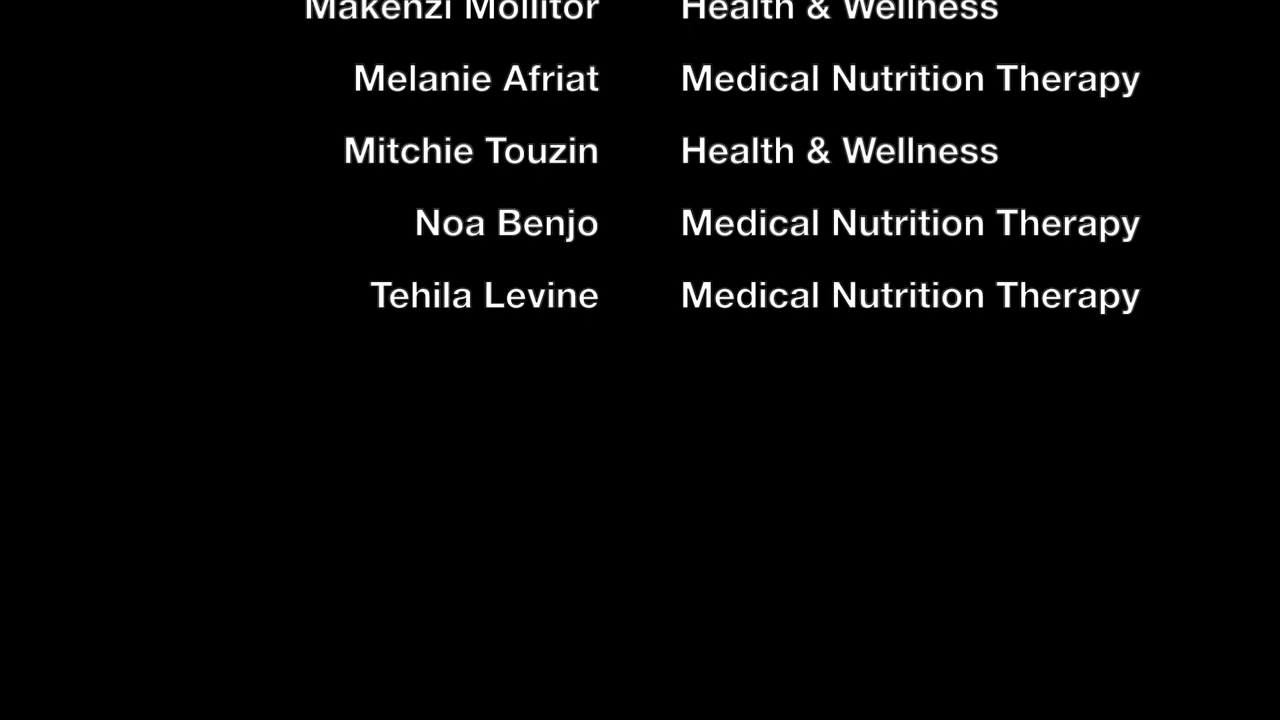 Makenzi Mollitor Health & Wellness
Melanie Afriat Medical Nutrition Therapy
Mitchie Touzin Health & Wellness
Noa Benjo Medical Nutrition Therapy
Tehila Levine Medical Nutrition Therapy